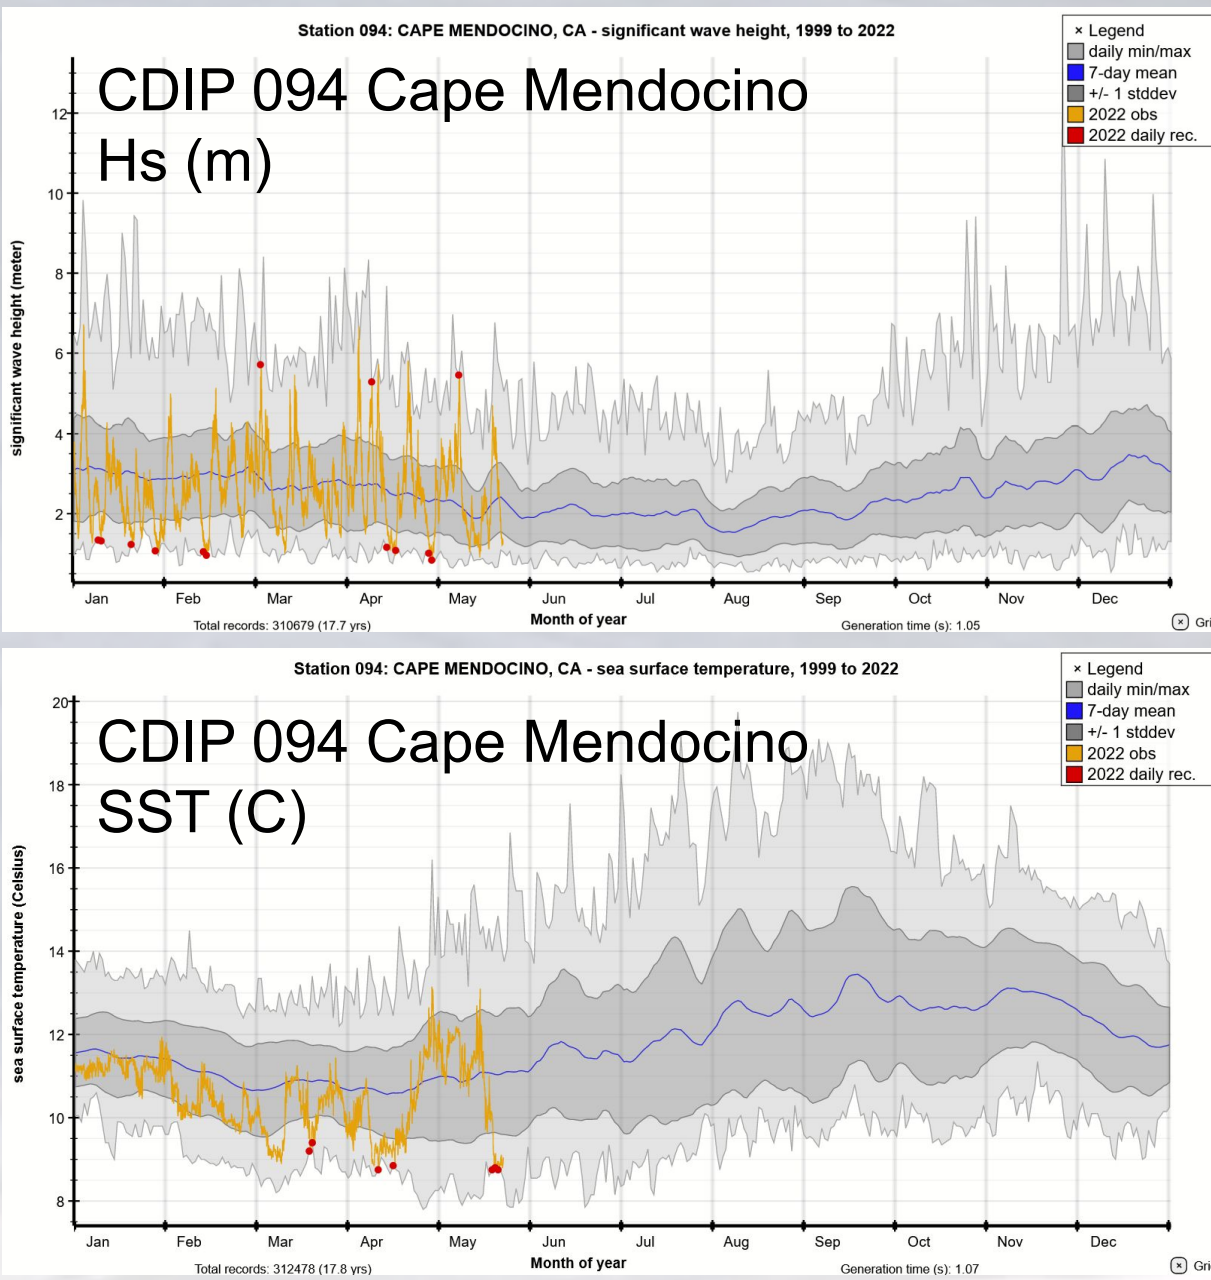 Station 094: CAPE MENDOCINO, CA - significant wave height, 1999 to 2022
CDIP 094 Cape Mendocino
Hs (m)
× Legend
daily min/max
7-day mean
+/- 1 stddev
2022 obs
2022 daily rec.
significant wave height (meter)
12
10
8
6
4
2
Jan Feb Mar Apr May Jun Jul Aug Sep Oct Nov Dec
Month of year
Total records: 310679 (17.7 yrs)
Generation time (s): 1.05
× Gri
Station 094: CAPE MENDOCINO, CA - sea surface temperature, 1999 to 2022
CDIP 094 Cape Mendocino
SST (C)
× Legend
daily min/max
7-day mean
+/- 1 stddev
2022 obs
2022 daily rec.
sea surface temperature (Celsius)
20
18
16
14
12
10
8
Jan Feb Mar Apr May Jun Jul Aug Sep Oct Nov Dec
Month of year
Total records: 312478 (17.8 yrs)
Generation time (s): 1.07
× Gri